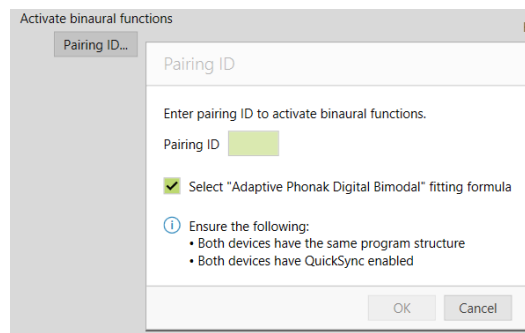 Activate binaural functions
Pairing ID...
Pairing ID
Enter pairing ID to activate binaural functions.
Pairing ID
Select "Adaptive Phonak Digital Bimodal" fitting formula
Ensure the following:
• Both devices have the same program structure
• Both devices have QuickSync enabled
OK Cancel